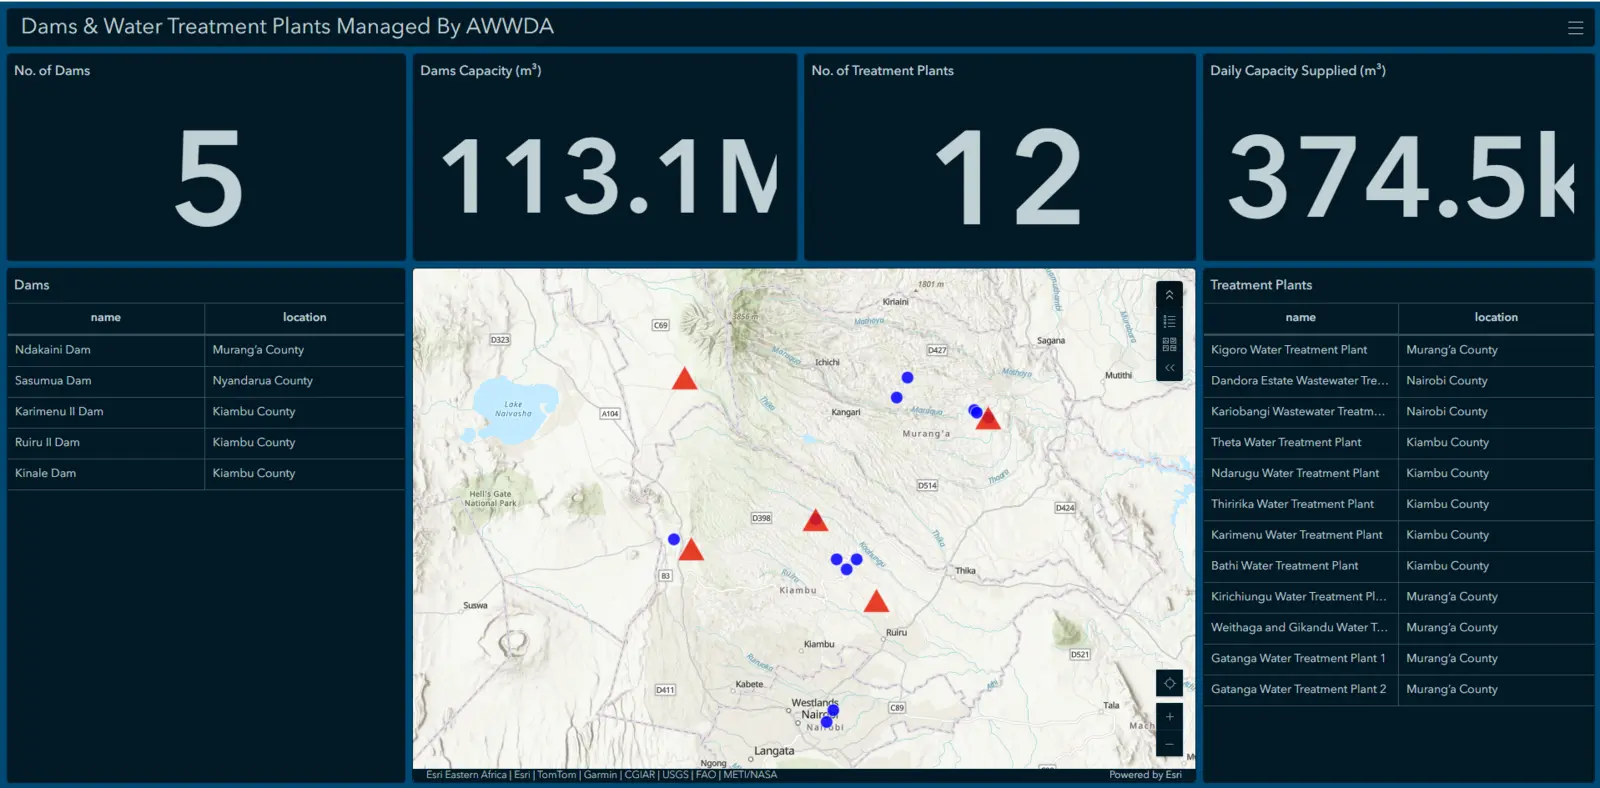 Dams & Water Treatment Plants Managed By AWWDA
No. of Dams
5
Dams Capacity (m³)
113.1M
No. of Treatment Plants
12
Daily Capacity Supplied (m³)
374.5k
Dams
name location
Ndakaini Dam Murang’a County
Sasumua Dam Nyandarua County
Karimenu II Dam Kiambu County
Ruiru II Dam Kiambu County
Kinale Dam Kiambu County
1801 m
Kiriaini
Mathoya
3856 m
C69
D323
Sagana
D427
Ichichi
Mathoya
Mutithi
Lake
Naivasha
A104
Thika
Kangari
Murang'a
Hell's Gate
National Park
D514
D424
D398
Thika
B3
Ruiru
Kiambu
Thika
Suswa
Ruiru
Kiambu
D521
D411
Kabete
C89
Tala
Westlands
Nairobi
Nairobi
Langata
Ngong
Esri Eastern Africa | Esri | TomTom | Garmin | CGIAR | USGS | FAO | METI/NASA
Powered by Esri
Treatment Plants
name location
Kigoro Water Treatment Plant Murang’a County
Dandora Estate Wastewater Tre... Nairobi County
Kariobangi Wastewater Treatm... Nairobi County
Theta Water Treatment Plant Kiambu County
Ndarugu Water Treatment Plant Kiambu County
Thiririka Water Treatment Plant Kiambu County
Karimenu Water Treatment Plant Kiambu County
Bathi Water Treatment Plant Kiambu County
Kirichiungu Water Treatment Pl... Murang’a County
Weithaga and Gikandu Water T... Murang’a County
Gatanga Water Treatment Plant 1 Murang’a County
Gatanga Water Treatment Plant 2 Murang’a County